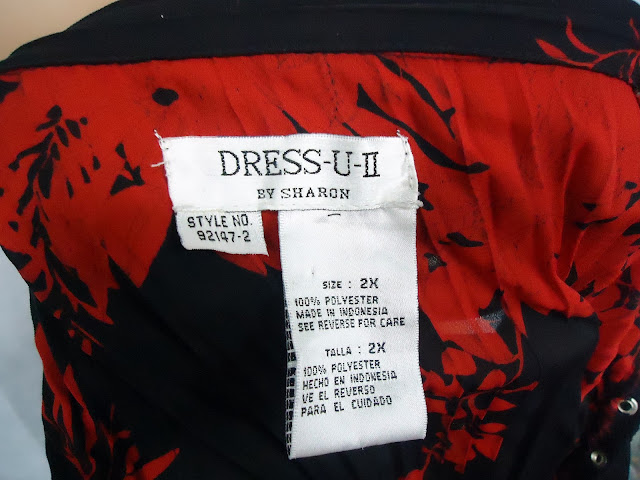 DRESS-U-II
BY SHARON
STYLE NO.
92147-2
SIZE : 2X
100% POLYESTER
MADE IN INDONESIA
SEE REVERSE FOR CARE
TALLA : 2X
100% POLYESTER
HECHO EN INDONESIA
VE EL REVERSO
PARA EL CUIDADO